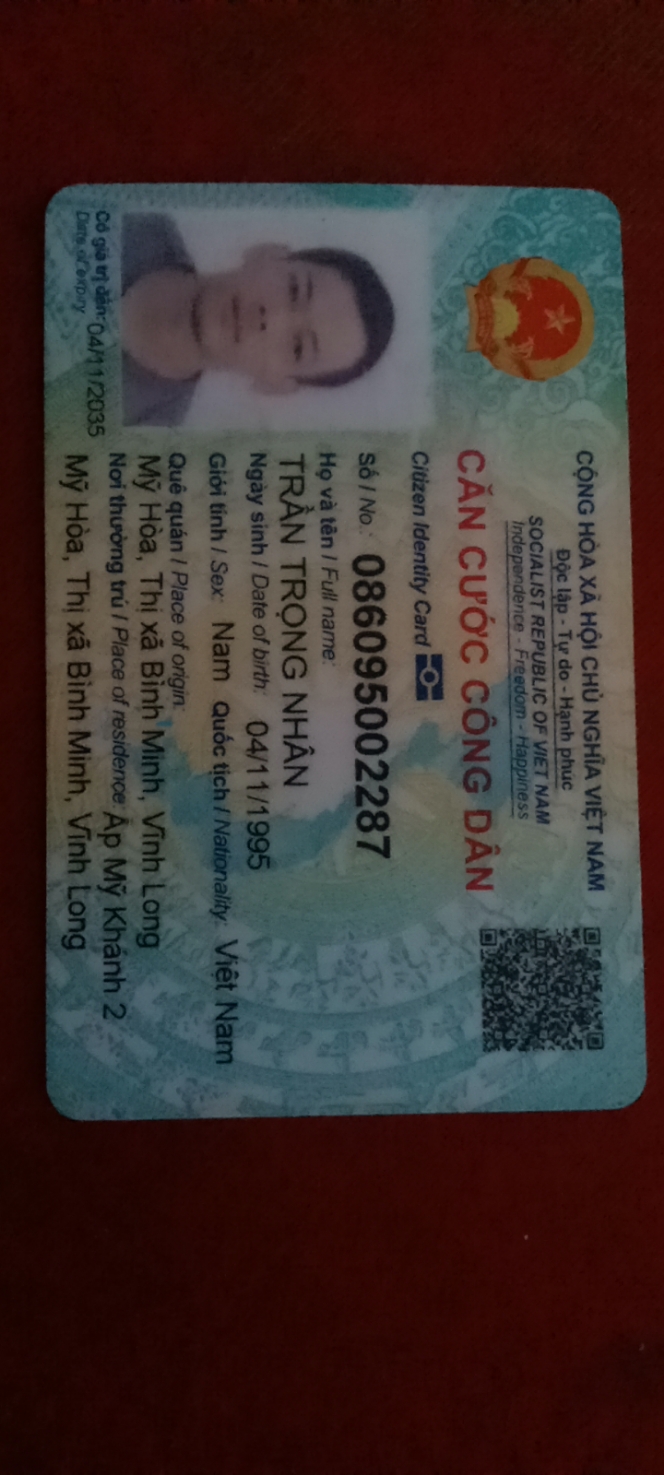 CỘNG HÒA XÃ HỘI CHỦ NGHĨA VIỆT NAM
Độc lập - Tự do - Hạnh phúc
SOCIALIST REPUBLIC OF VIET NAM
Independence - Freedom - Happiness
CĂN CƯỚC CÔNG DÂN
Citizen Identity Card
Số / No.: 086095002287
Họ và tên / Full name:
TRẦN TRỌNG NHÂN
Ngày sinh / Date of birth: 04/11/1995
Giới tính / Sex: Nam Quốc tịch / Nationality: Việt Nam
Quê quán / Place of origin:
Mỹ Hòa, Thị xã Bình Minh, Vĩnh Long
Nơi thường trú / Place of residence: Ấp Mỹ Khánh 2
Mỹ Hòa, Thị xã Bình Minh, Vĩnh Long
Có giá trị đến: 04/11/2035
Date of expiry